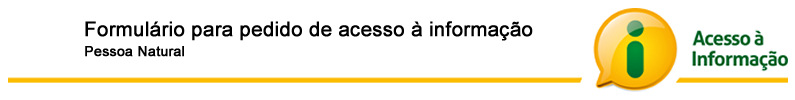 Formulário para pedido de acesso à informação
Pessoa Natural
Acesso à
Informação